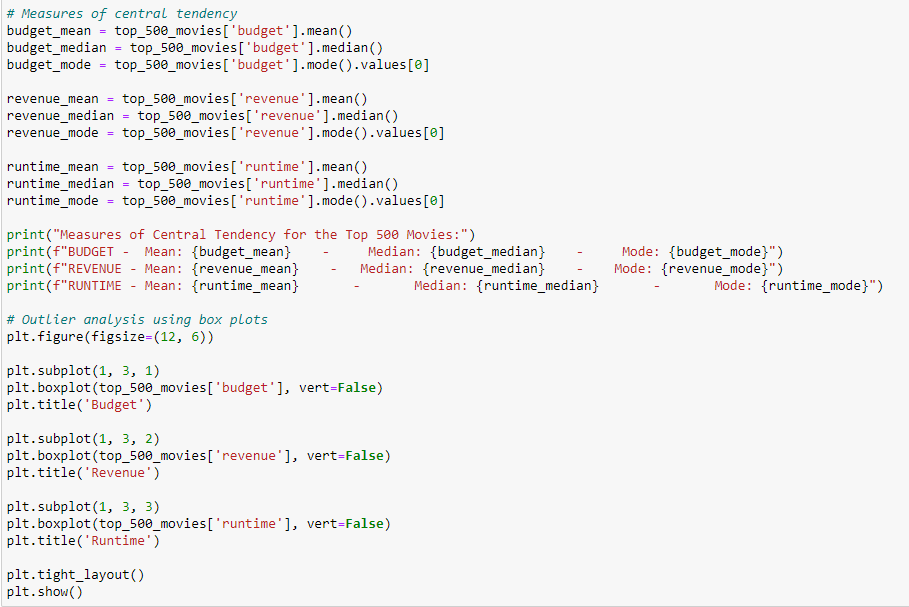 # Measures of central tendency
budget_mean = top_500_movies['budget'].mean()
budget_median = top_500_movies['budget'].median()
budget_mode = top_500_movies['budget'].mode().values[0]

revenue_mean = top_500_movies['revenue'].mean()
revenue_median = top_500_movies['revenue'].median()
revenue_mode = top_500_movies['revenue'].mode().values[0]

runtime_mean = top_500_movies['runtime'].mean()
runtime_median = top_500_movies['runtime'].median()
runtime_mode = top_500_movies['runtime'].mode().values[0]

print("Measures of Central Tendency for the Top 500 Movies:")
print(f"BUDGET -  Mean: {budget_mean}    -     Median: {budget_median}    -     Mode: {budget_mode}")
print(f"REVENUE - Mean: {revenue_mean}    -   Median: {revenue_median}    -    Mode: {revenue_mode}")
print(f"RUNTIME - Mean: {runtime_mean}       -       Median: {runtime_median}       -       Mode: {runtime_mode}")

# Outlier analysis using box plots
plt.figure(figsize=(12, 6))

plt.subplot(1, 3, 1)
plt.boxplot(top_500_movies['budget'], vert=False)
plt.title('Budget')

plt.subplot(1, 3, 2)
plt.boxplot(top_500_movies['revenue'], vert=False)
plt.title('Revenue')

plt.subplot(1, 3, 3)
plt.boxplot(top_500_movies['runtime'], vert=False)
plt.title('Runtime')

plt.tight_layout()
plt.show()